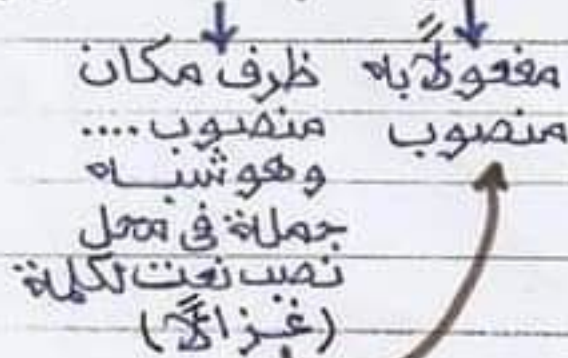 مفعولاً به ظرف مكان
منصوب منصوب ....
وهو شبه
جملة في محل
نصب نعت لكلمة
(غزالاً)